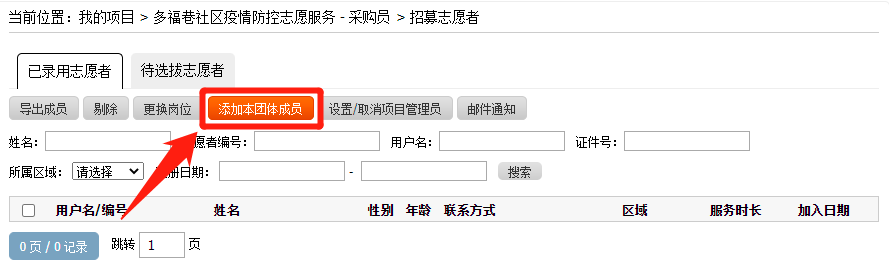 当前位置：我的项目 > 多福巷社区疫情防控志愿服务 - 采购员 > 招募志愿者
已录用志愿者 待选拔志愿者
导出成员 剔除 更换岗位 添加本团体成员 设置/取消项目管理员 邮件通知
姓名： 愿者编号： 用户名： 证件号：
所属区域： 请选择 册日期： - 搜索
用户名/编号 姓名 性别 年龄 联系方式 区域 服务时长 加入日期
0 页 / 0 记录 跳转 1 页